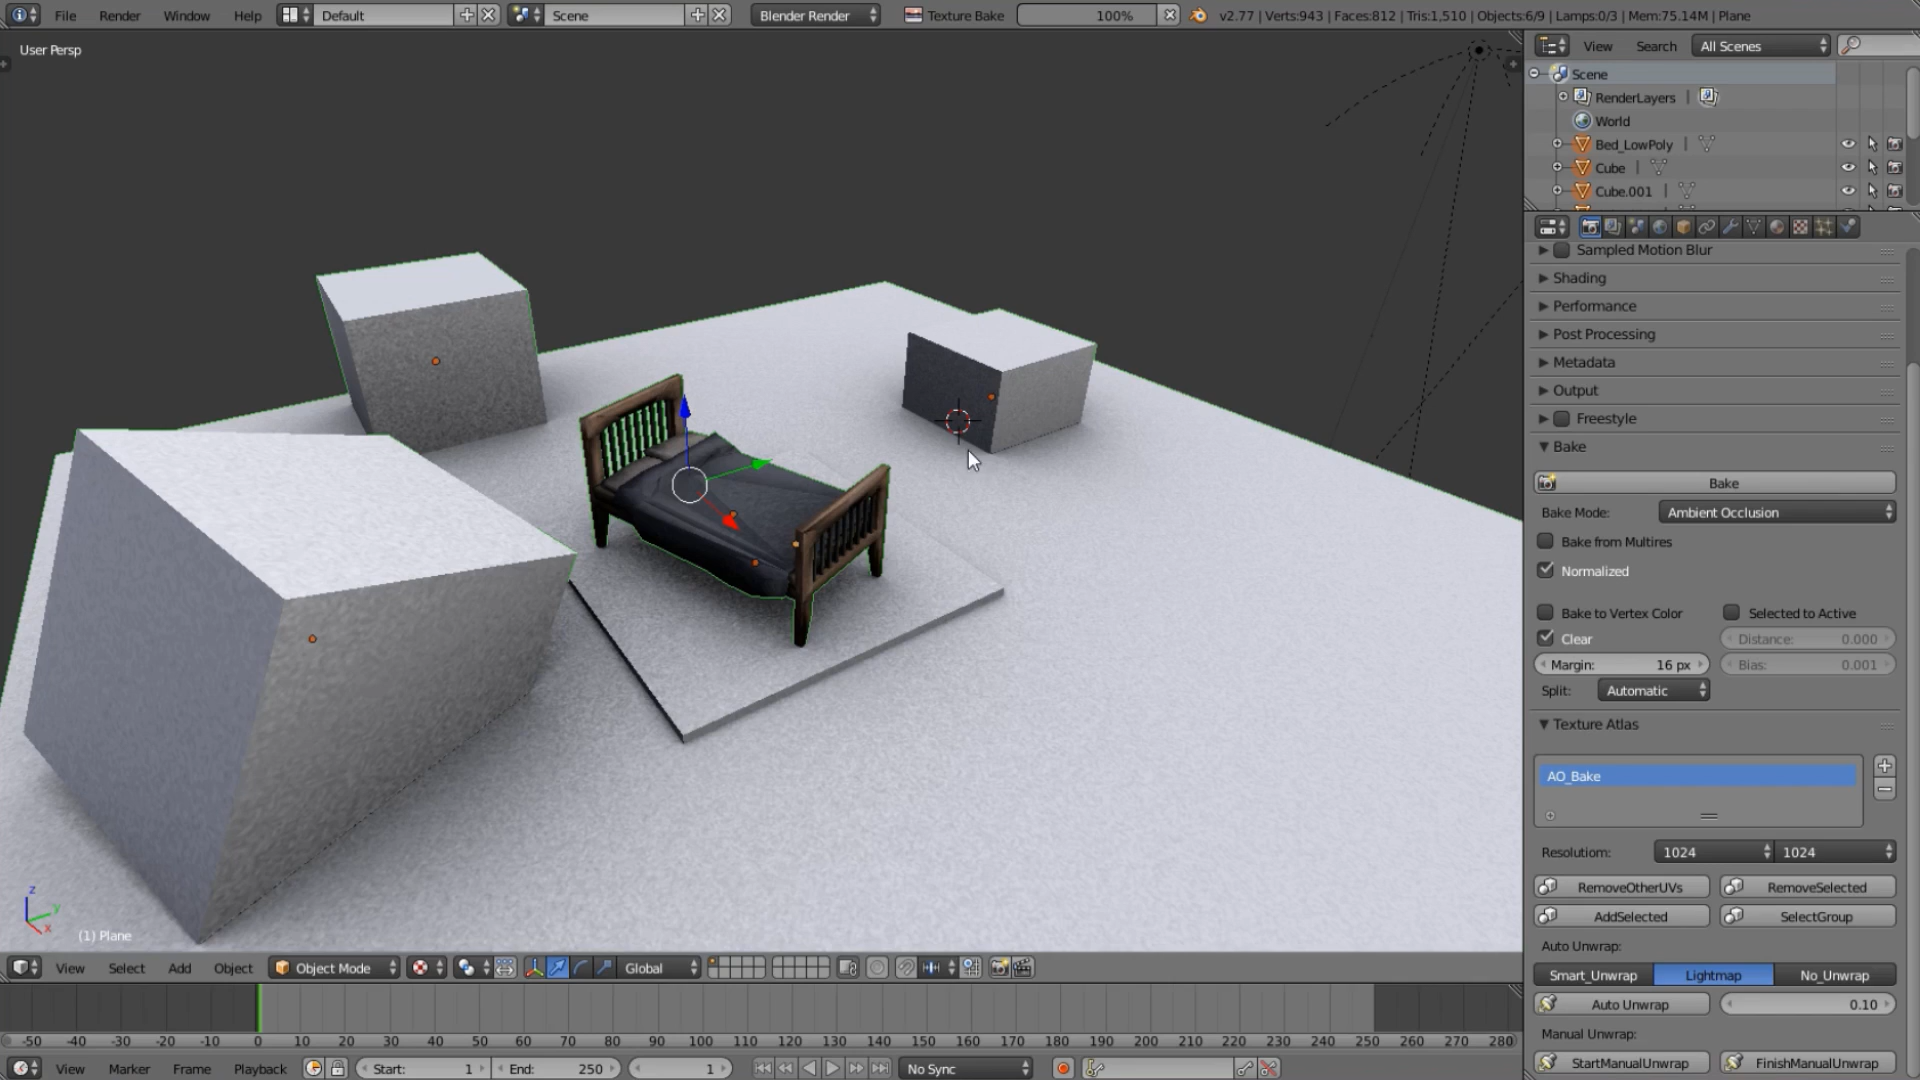 File Render Window Help Default Scene Blender Render Texture Bake 100% v2.77 | Verts:943 | Faces:812 | Tris:1,510 | Objects:6/9 | Lamps:0/3 | Mem:75.14M | Plane
User Persp
View Search All Scenes
Scene
RenderLayers
World
Bed_LowPoly
Cube
Cube.001
Sampled Motion Blur
Shading
Performance
Post Processing
Metadata
Output
Freestyle
Bake
Bake
Bake Mode: Ambient Occlusion
Bake from Multires
Normalized
Bake to Vertex Color Selected to Active
Clear Distance: 0.000
Margin: 16 px Bias: 0.001
Split: Automatic
Texture Atlas
AO_Bake
Resolutiom: 1024 1024
RemoveOtherUVs RemoveSelected
AddSelected SelectGroup
Auto Unwrap:
Smart_Unwrap Lightmap No_Unwrap
Auto Unwrap 0.10
Manual Unwrap:
StartManualUnwrap FinishManualUnwrap
z
y
x
(1) Plane
View Select Add Object Object Mode Global
-50 -40 -30 -20 -10 0 10 20 30 40 50 60 70 80 90 100 110 120 130 140 150 160 170 180 190 200 210 220 230 240 250 260 270 280
View Marker Frame Playback Start: 1 End: 250 1 No Sync